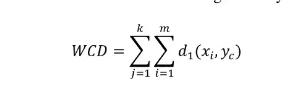 WCD = \sum_{j=1}^{k} \sum_{i=1}^{m} d_1(x_i, y_c)